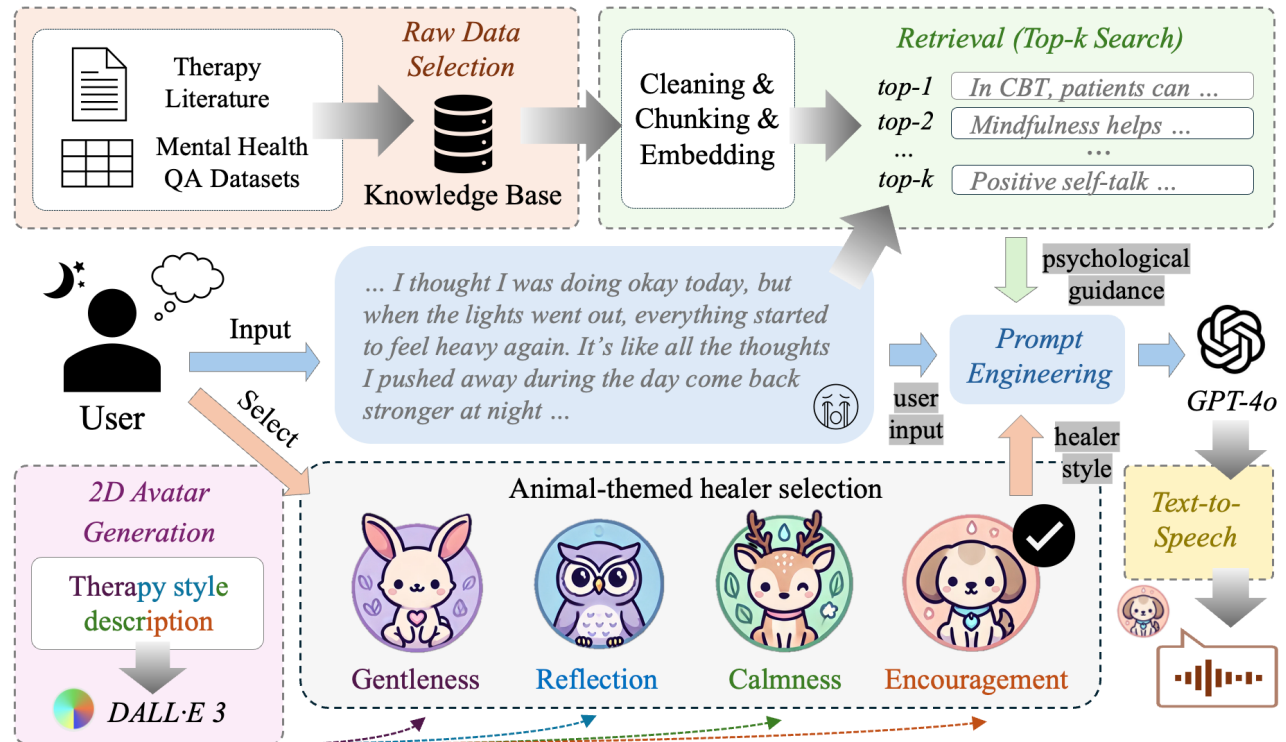 Raw Data
Selection
Therapy
Literature
Mental Health
QA Datasets
Knowledge Base
Cleaning &
Chunking &
Embedding
Retrieval (Top-k Search)
top-1 In CBT, patients can ...
top-2 Mindfulness helps ...
... ...
top-k Positive self-talk ...
User
Input
Select
... I thought I was doing okay today, but
when the lights went out, everything started
to feel heavy again. It's like all the thoughts
I pushed away during the day come back
stronger at night ...
user
input
psychological
guidance
Prompt
Engineering
healer
style
GPT-4o
Text-to-
Speech
2D Avatar
Generation
Therapy style
description
DALL·E 3
Animal-themed healer selection
Gentleness
Reflection
Calmness
Encouragement